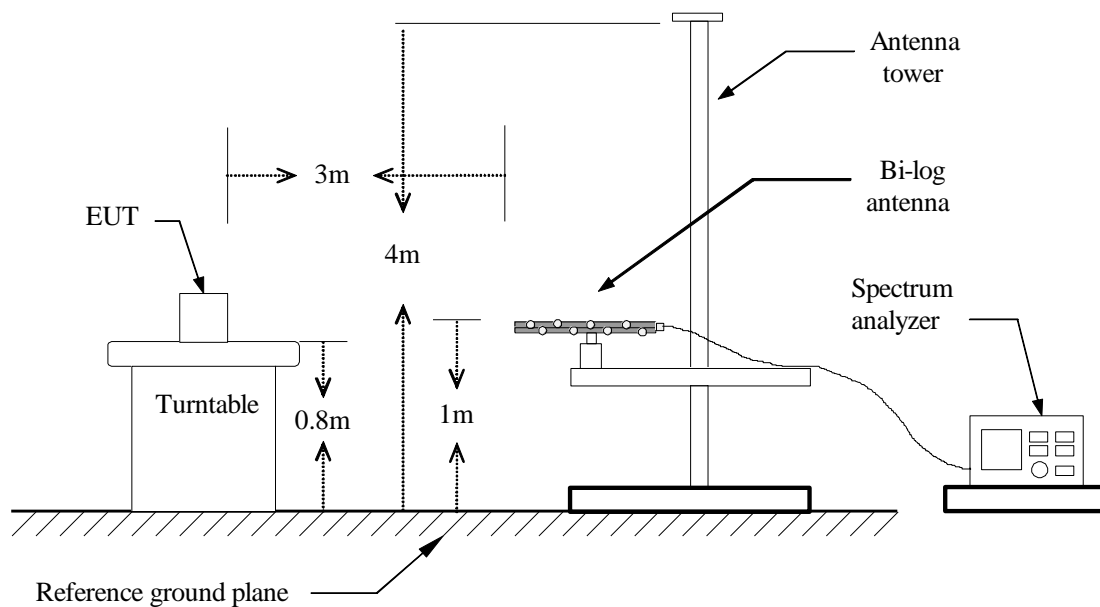 Antenna
tower
3m
Bi-log
antenna
EUT
4m
Spectrum
analyzer
Turntable
0.8m
1m
Reference ground plane